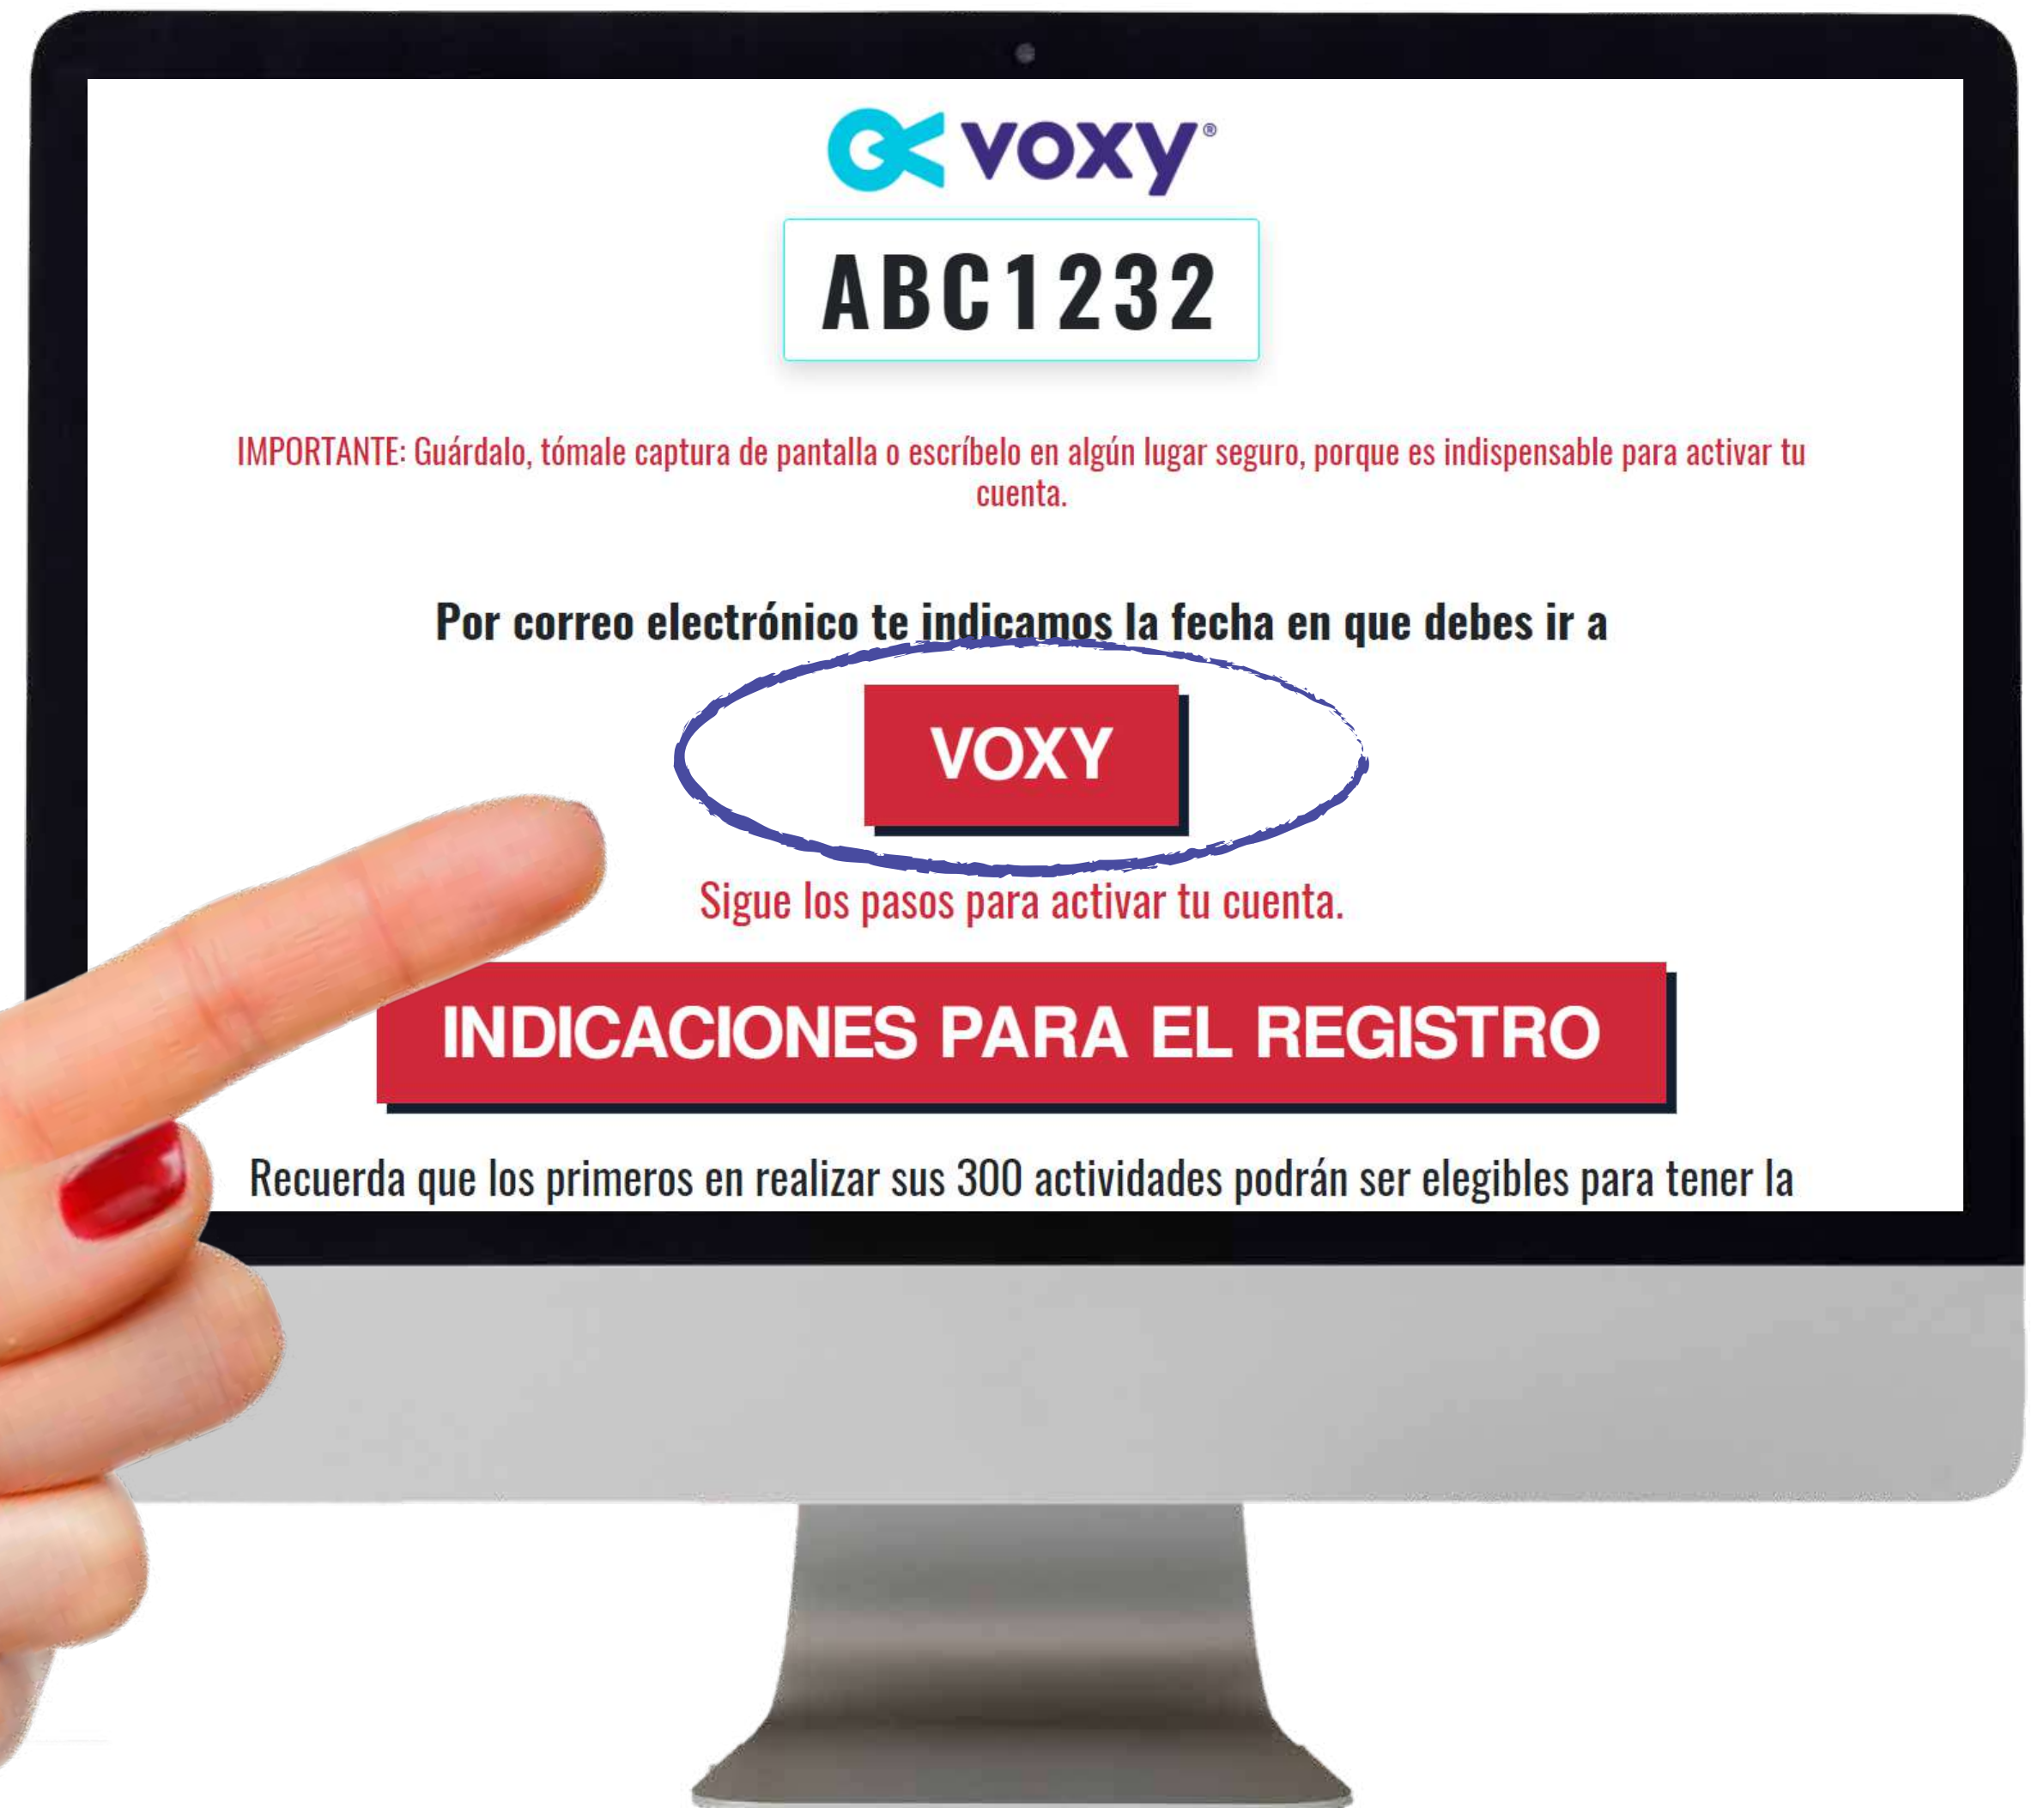 voxy®
ABC1232
IMPORTANTE: Guárdalo, tómale captura de pantalla o escríbelo en algún lugar seguro, porque es indispensable para activar tu
cuenta.
Por correo electrónico te indicamos la fecha en que debes ir a
VOXY
Sigue los pasos para activar tu cuenta.
INDICACIONES PARA EL REGISTRO
Recuerda que los primeros en realizar sus 300 actividades podrán ser elegibles para tener la